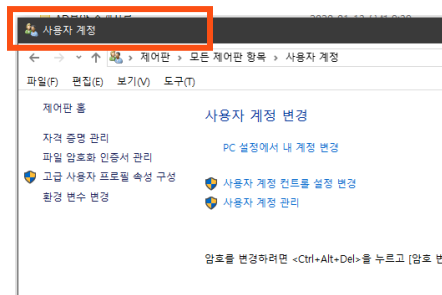 사용자 계정
제어판 › 모든 제어판 항목 › 사용자 계정
파일(F) 편집(E) 보기(V) 도구(T)
제어판 홈
자격 증명 관리
파일 암호화 인증서 관리
고급 사용자 프로필 속성 구성
환경 변수 변경
사용자 계정 변경
PC 설정에서 내 계정 변경
사용자 계정 컨트롤 설정 변경
사용자 계정 관리
암호를 변경하려면 <Ctrl+Alt+Del>을 누르고 [암호